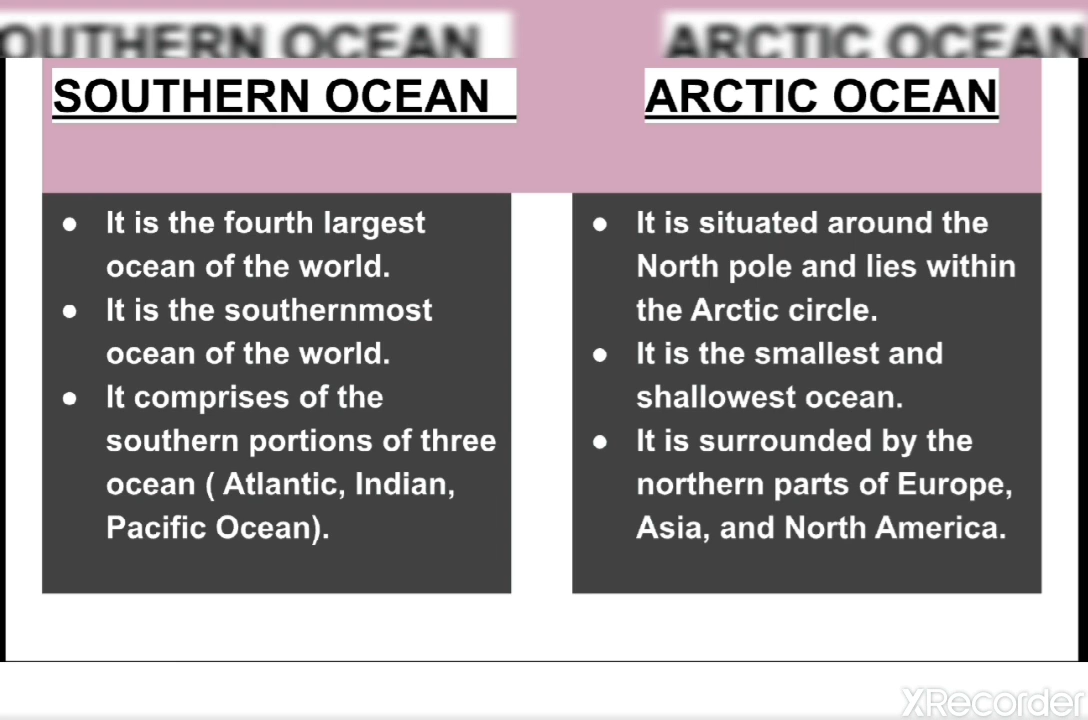 OUTHERN OCEAN
ARCTIC OCEAN
SOUTHERN OCEAN
ARCTIC OCEAN
● It is the fourth largest
ocean of the world.
● It is the southernmost
ocean of the world.
● It comprises of the
southern portions of three
ocean ( Atlantic, Indian,
Pacific Ocean).
● It is situated around the
North pole and lies within
the Arctic circle.
● It is the smallest and
shallowest ocean.
● It is surrounded by the
northern parts of Europe,
Asia, and North America.
XRecorder